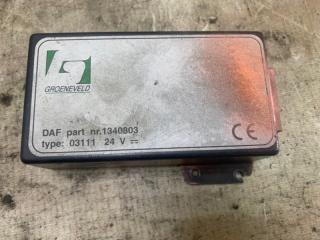 GROENEVELD
DAF part nr.1340803
type: 03111 24 V ⎓
CE